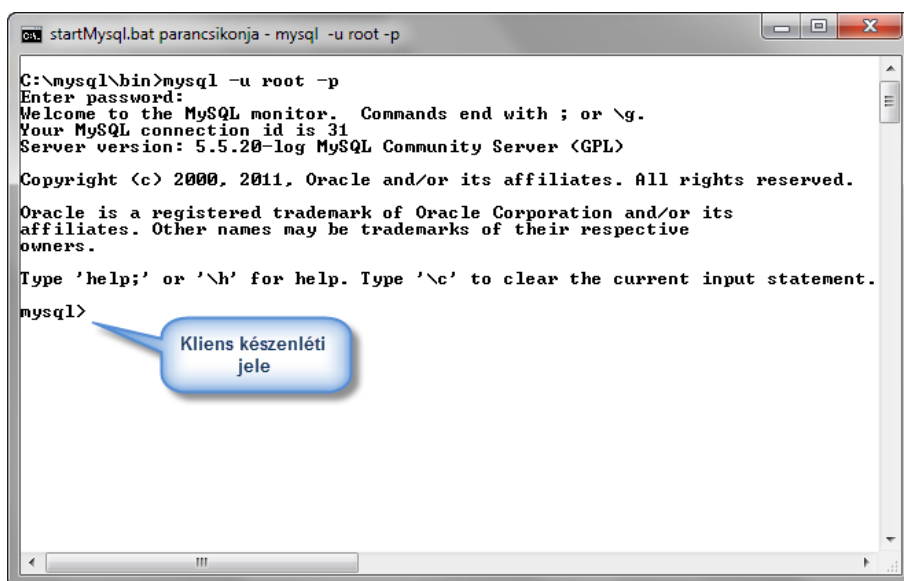 startMysql.bat parancsikonja - mysql -u root -p
C:\mysql\bin>mysql -u root -p
Enter password:
Welcome to the MySQL monitor.  Commands end with ; or \g.
Your MySQL connection id is 31
Server version: 5.5.20-log MySQL Community Server (GPL)
Copyright (c) 2000, 2011, Oracle and/or its affiliates. All rights reserved.
Oracle is a registered trademark of Oracle Corporation and/or its
affiliates. Other names may be trademarks of their respective
owners.
Type 'help;' or '\h' for help. Type '\c' to clear the current input statement.
mysql>
Kliens készenléti
jele